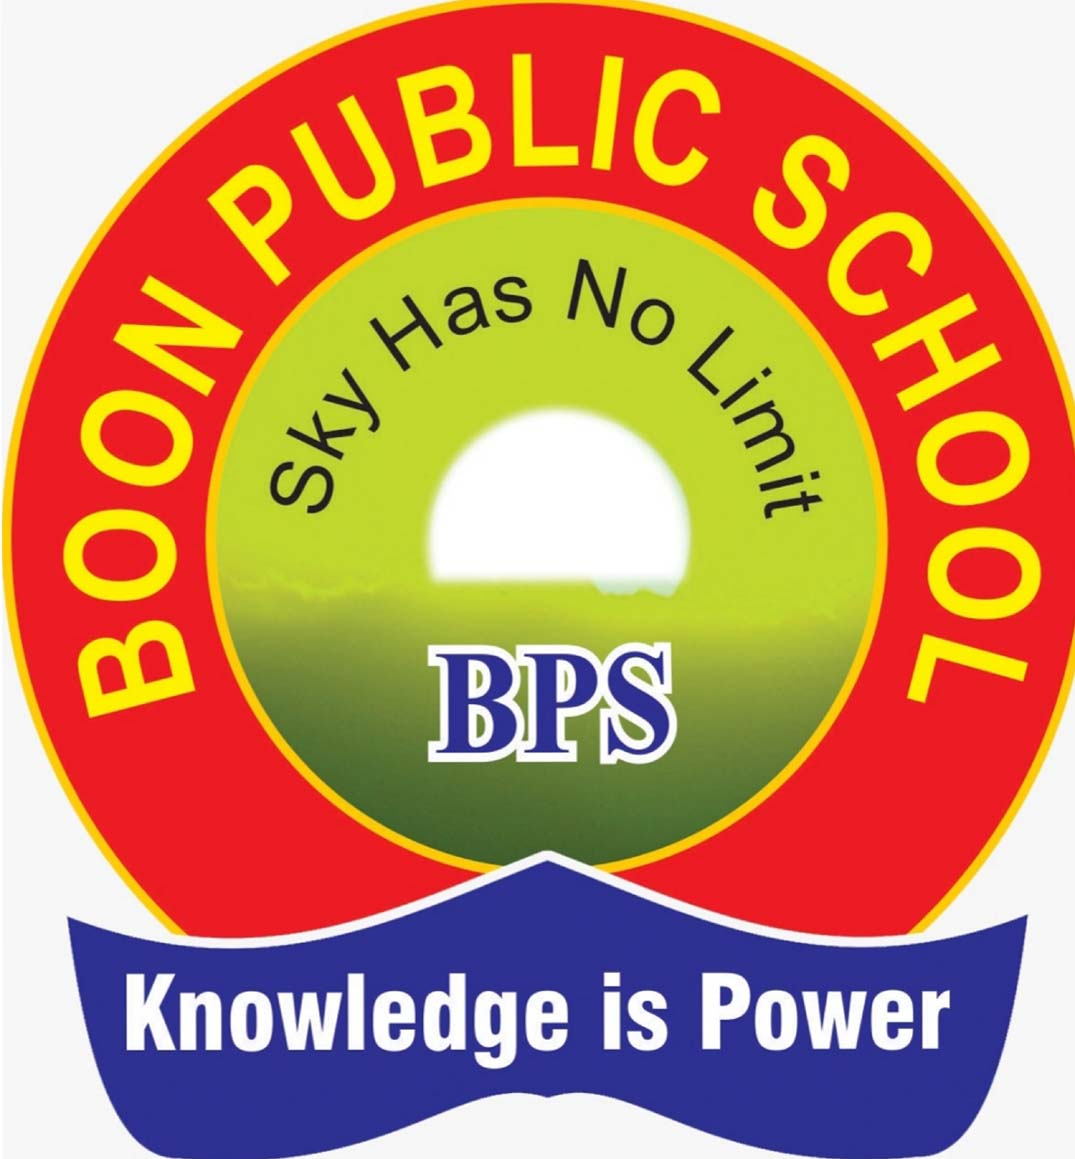 BOON PUBLIC SCHOOL
Sky Has No Limit
BPS
Knowledge is Power